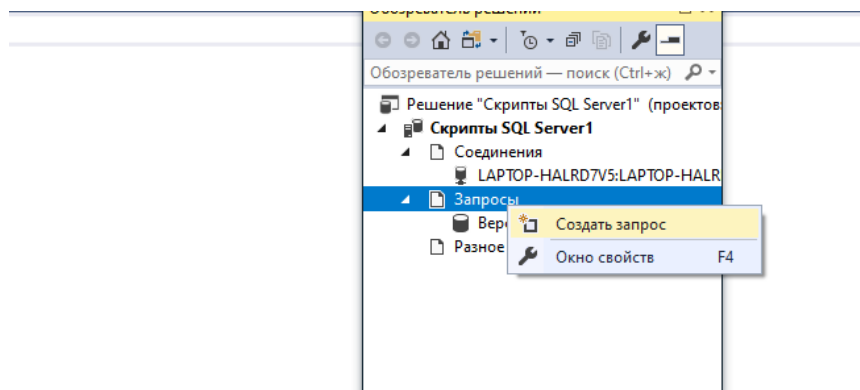 Обозреватель решений
Обозреватель решений — поиск (Ctrl+ж)
Решение "Скрипты SQL Server1" (проектов:
Скрипты SQL Server1
Соединения
LAPTOP-HALRD7V5:LAPTOP-HALR
Запросы
Создать запрос
Разное
Окно свойств F4